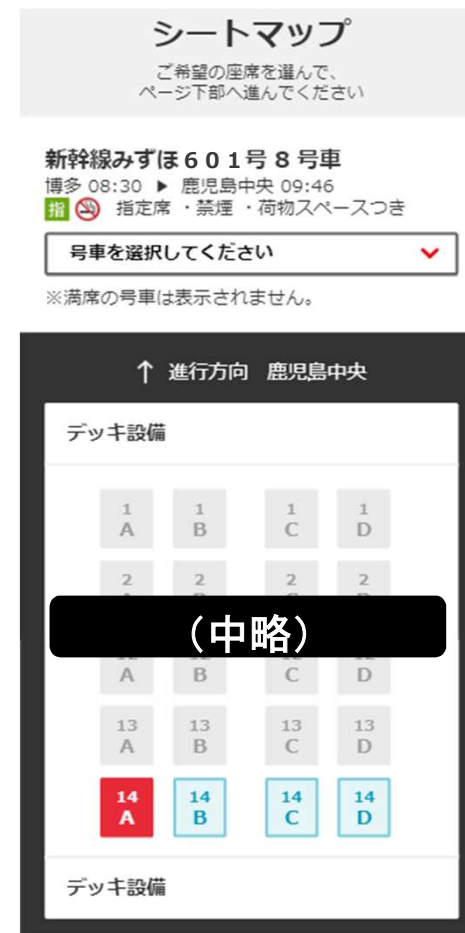 シートマップ
ご希望の座席を選んで、
ページ下部へ進んでください
新幹線みずほ６０１号 8 号車
博多 08:30 ▶ 鹿児島中央 09:46
指 指定席 ・禁煙 ・荷物スペースつき
号車を選択してください
※満席の号車は表示されません。
↑ 進行方向 鹿児島中央
デッキ設備
1 1 1 1
A B C D
2 2 2 2
（中略）
A B C D
13 13 13 13
A B C D
14 14 14 14
A B C D
デッキ設備